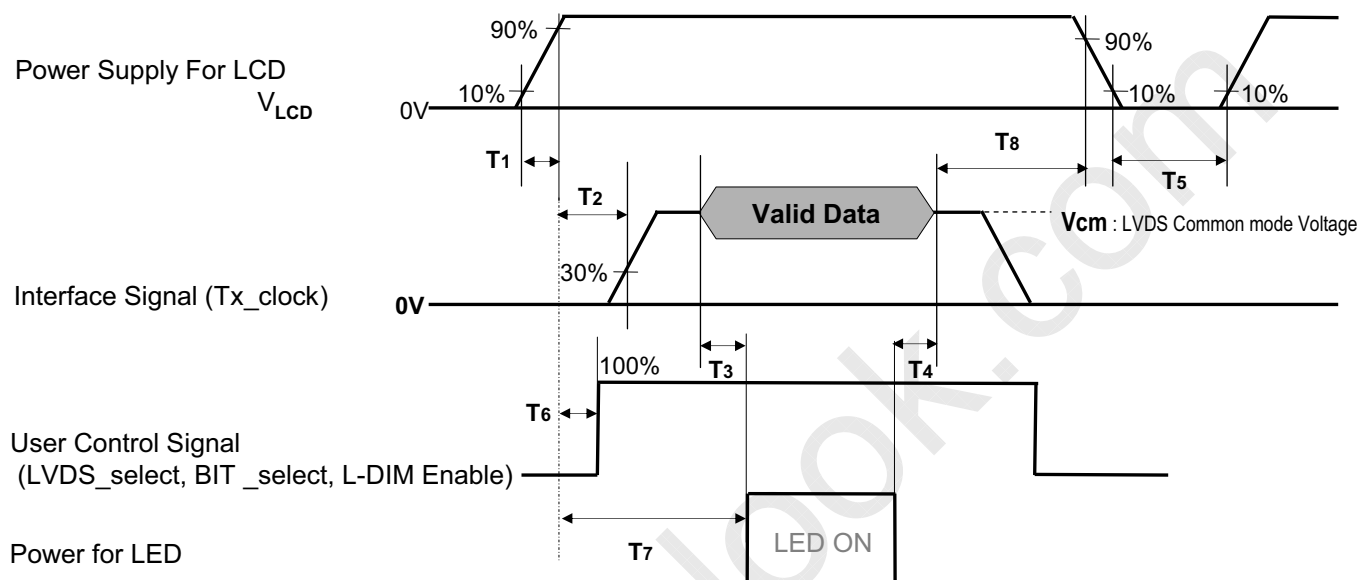 90%
90%
Power Supply For LCD
VLCD
10%
10%
10%
0V
T1
T8
T5
T2
Valid Data
Vcm : LVDS Common mode Voltage
30%
Interface Signal (Tx_clock)
0V
100%
T3
T4
T6
User Control Signal
(LVDS_select, BIT _select, L-DIM Enable)
T7
LED ON
Power for LED
look.com